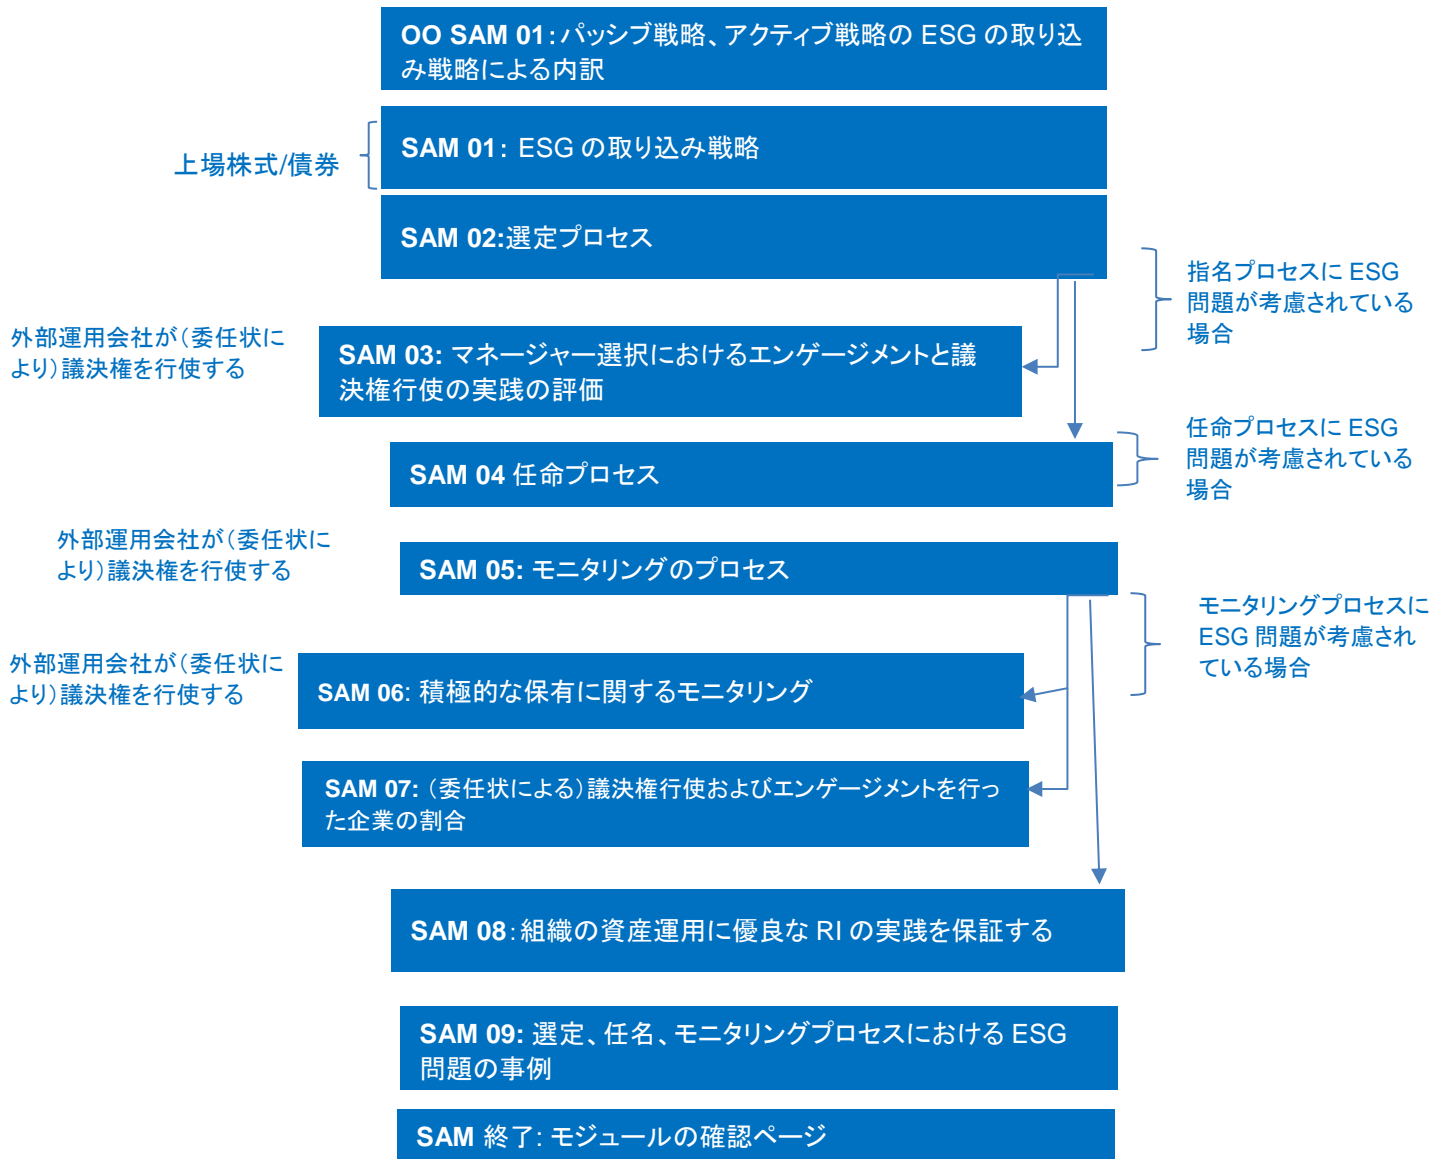 OO SAM 01：パッシブ戦略、アクティブ戦略の ESG の取り込
み戦略による内訳
上場株式/債券
SAM 01： ESG の取り込み戦略
SAM 02:選定プロセス
指名プロセスに ESG
問題が考慮されている
場合
外部運用会社が（委任状に
より）議決権を行使する
SAM 03: マネージャー選択におけるエンゲージメントと議
決権行使の実践の評価
任命プロセスに ESG
問題が考慮されている
場合
SAM 04 任命プロセス
外部運用会社が（委任状に
より）議決権を行使する
SAM 05: モニタリングのプロセス
モニタリングプロセスに
ESG 問題が考慮され
ている場合
外部運用会社が（委任状に
より）議決権を行使する
SAM 06: 積極的な保有に関するモニタリング
SAM 07: （委任状による）議決権行使およびエンゲージメントを行っ
た企業の割合
SAM 08：組織の資産運用に優良な RI の実践を保証する
SAM 09: 選定、任名、モニタリングプロセスにおける ESG
問題の事例
SAM 終了: モジュールの確認ページ